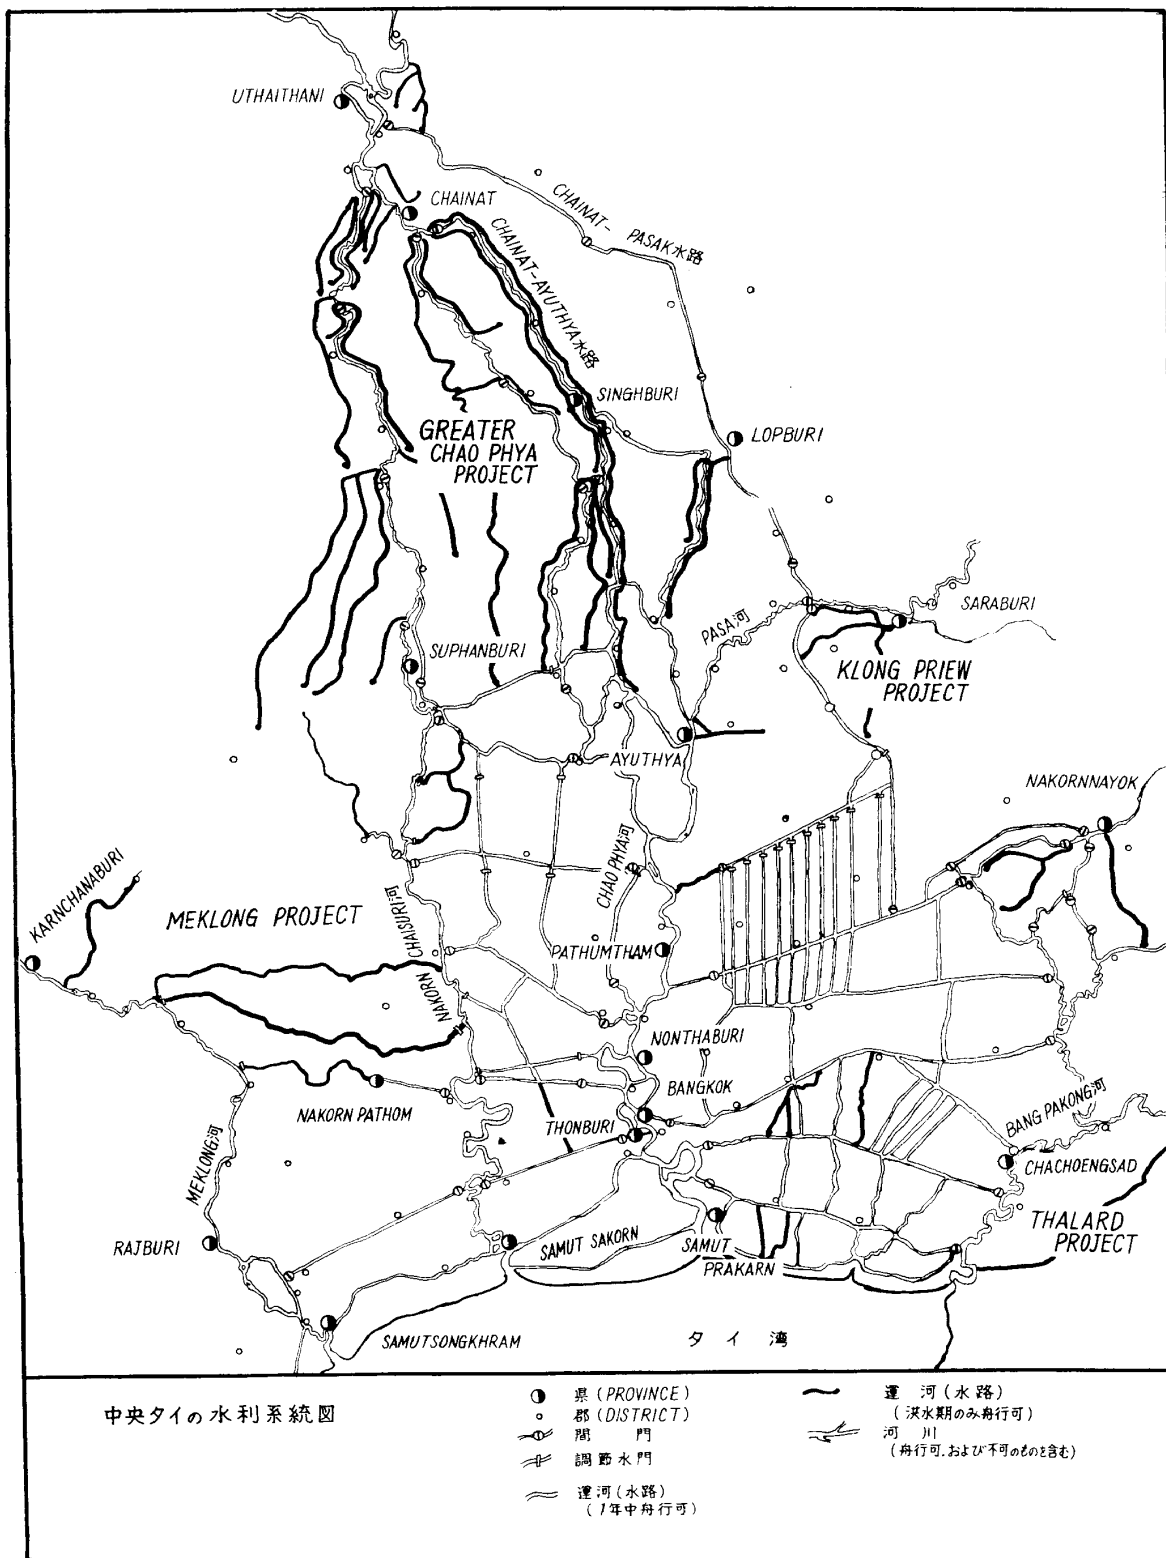 UTHAITHANI
CHAINAT
CHAINAT-
PASAK水路
CHAINAT-AYUTHYA水路
SINGHBURI
LOPBURI
GREATER
CHAO PHYA
PROJECT
SARABURI
PASA河
SUPHANBURI
KLONG PRIEW
PROJECT
AYUTHYA
NAKORNNAYOK
CHAO PHYA河
KARNCHANABURI
MEKLONG PROJECT
NAKORN CHAISURI河
PATHUMTHAM
NONTHABURI
BANGKOK
NAKORN PATHOM
THONBURI
BANG PAKONG河
MEKLONG河
CHACHOENGSAD
THALARD
PROJECT
RAJBURI
SAMUT SAKORN
SAMUT
PRAKARN
SAMUTSONGKHRAM
タイ湾
中央タイの水利系統図
県(PROVINCE)
郡(DISTRICT)
閘門
調節水門
運河(水路)
(1年中舟行可)
運河(水路)
(洪水期のみ舟行可)
河川
(舟行可.および不可のものを含む)